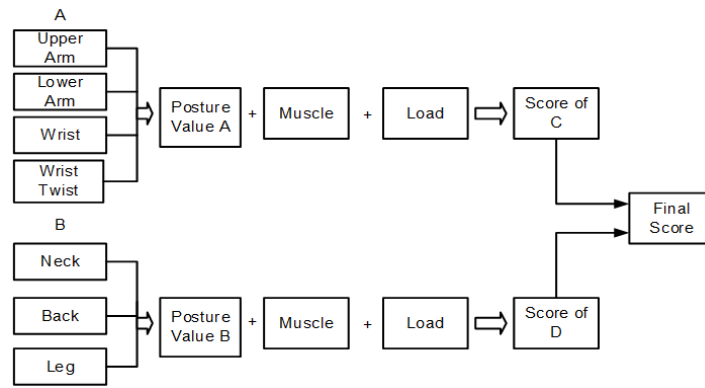 A
Upper
Arm
Lower
Arm
Wrist
Wrist
Twist
Posture
Value A
+
Muscle
+
Load
Score of
C
B
Neck
Back
Leg
Posture
Value B
+
Muscle
+
Load
Score of
D
Final
Score